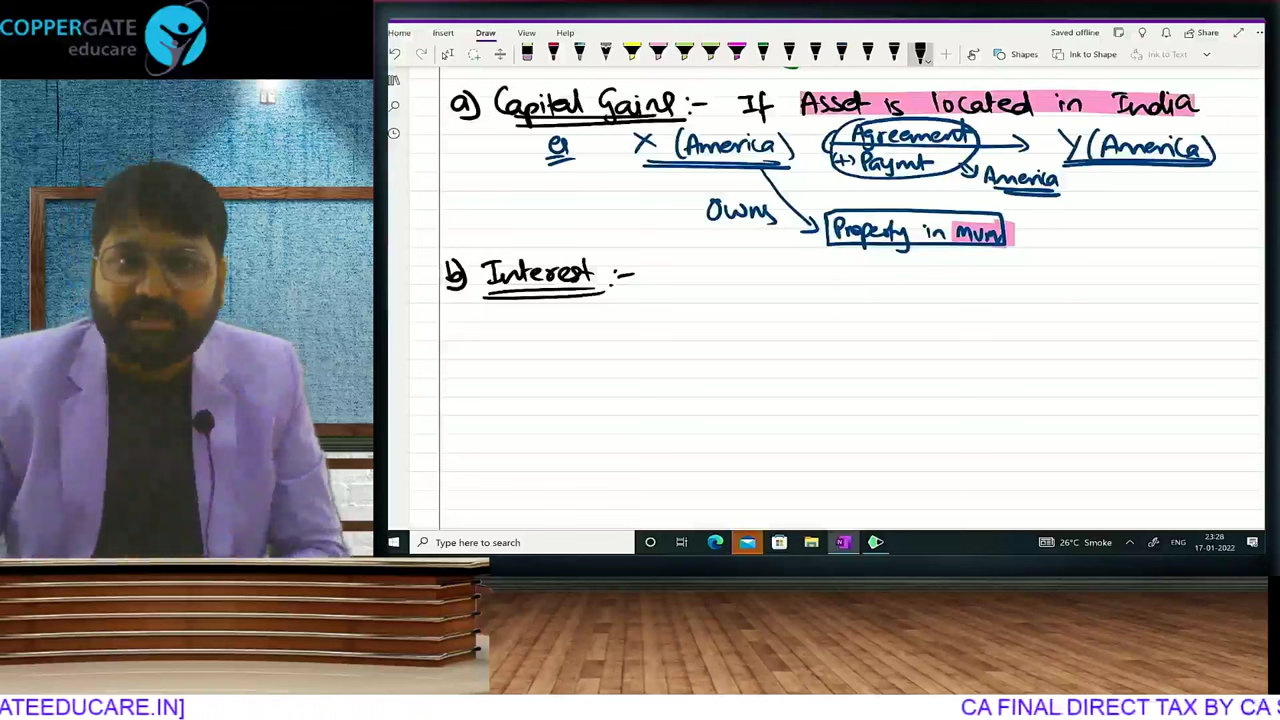 COPPERGATE
educare
Home Insert Draw View Help
Saved offline Share
Shapes Ink to Shape Ink to Text
a) Capital Gains :- If Asset is located in India
eg X (America) Agreement (+) Paymt Y (America)
America
Owns
Property in mum
b) Interest :-
Type here to search
26°C Smoke ENG 23:28
17-01-2022
ATEEDUCARE.IN] CA FINAL DIRECT TAX BY CA S